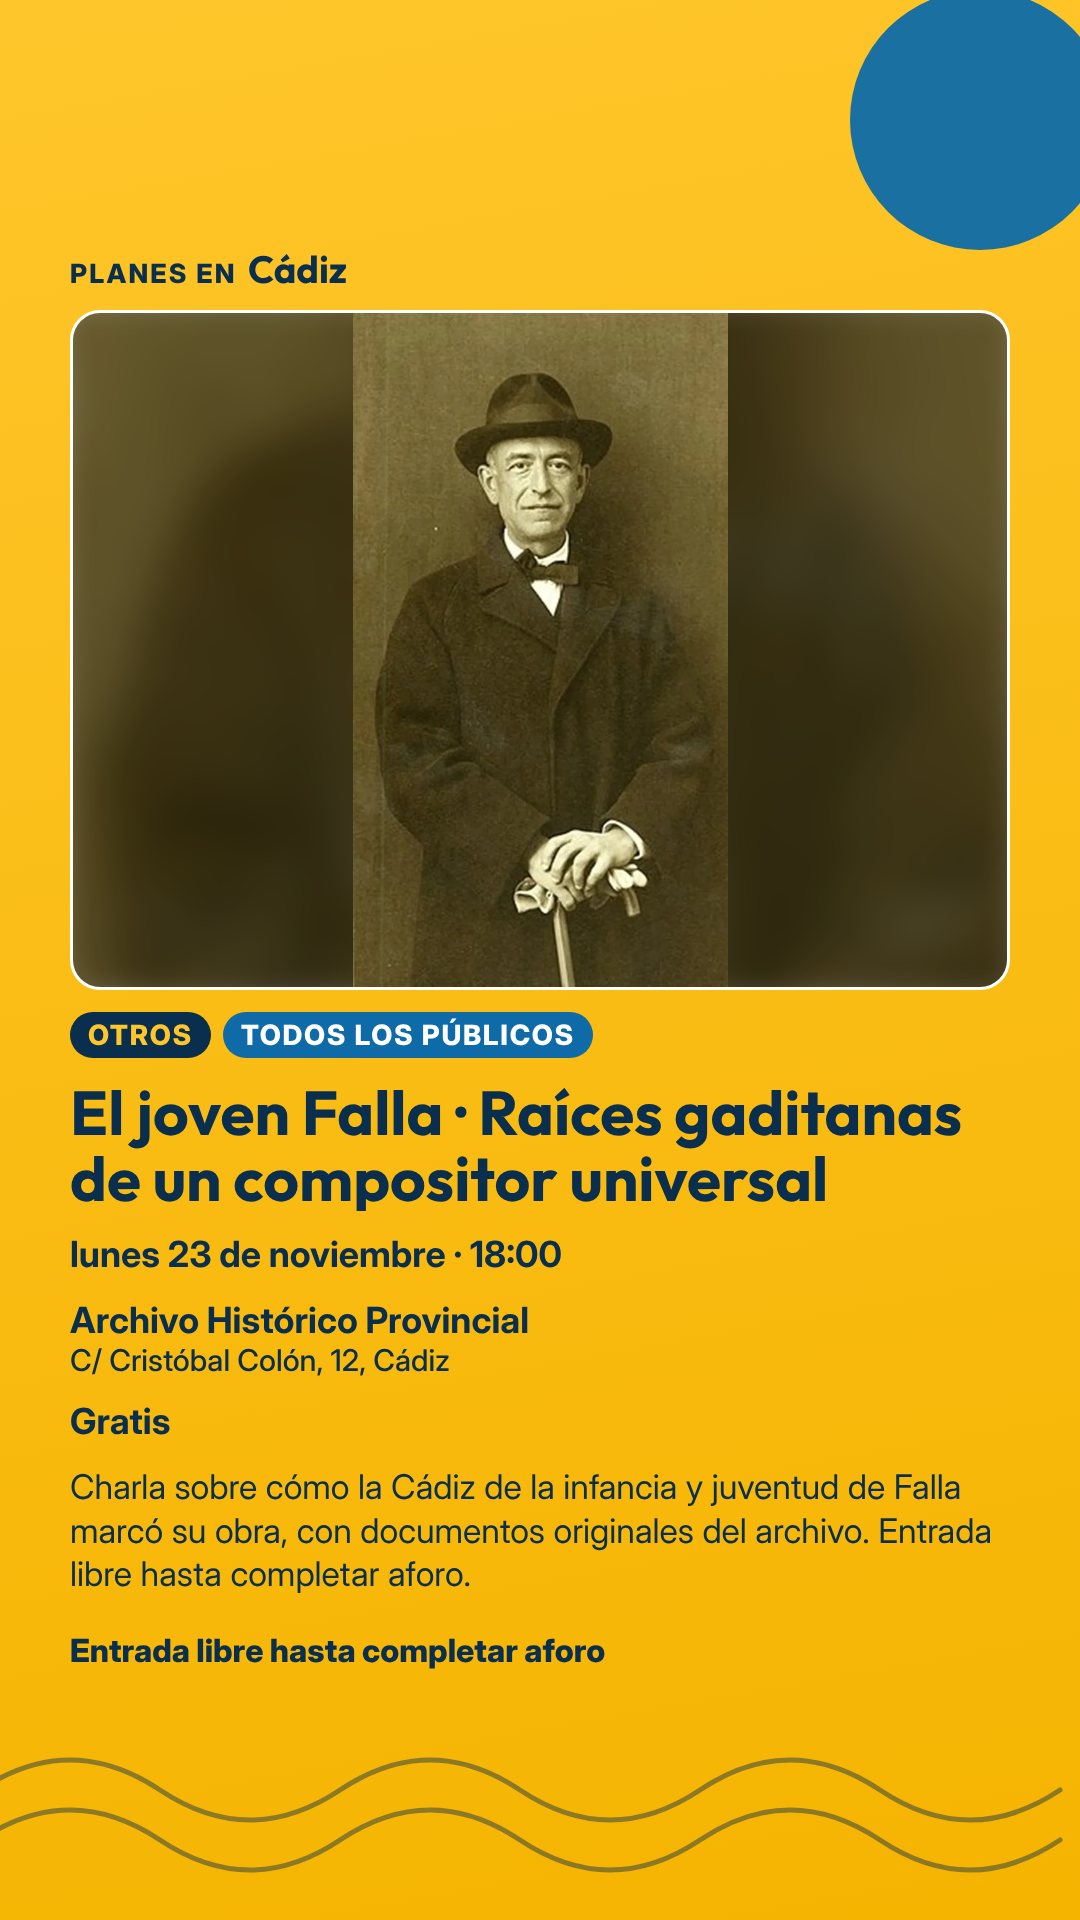 PLANES EN Cádiz
OTROS TODOS LOS PÚBLICOS
El joven Falla · Raíces gaditanas
de un compositor universal
lunes 23 de noviembre · 18:00
Archivo Histórico Provincial
C/ Cristóbal Colón, 12, Cádiz
Gratis
Charla sobre cómo la Cádiz de la infancia y juventud de Falla
marcó su obra, con documentos originales del archivo. Entrada
libre hasta completar aforo.
Entrada libre hasta completar aforo